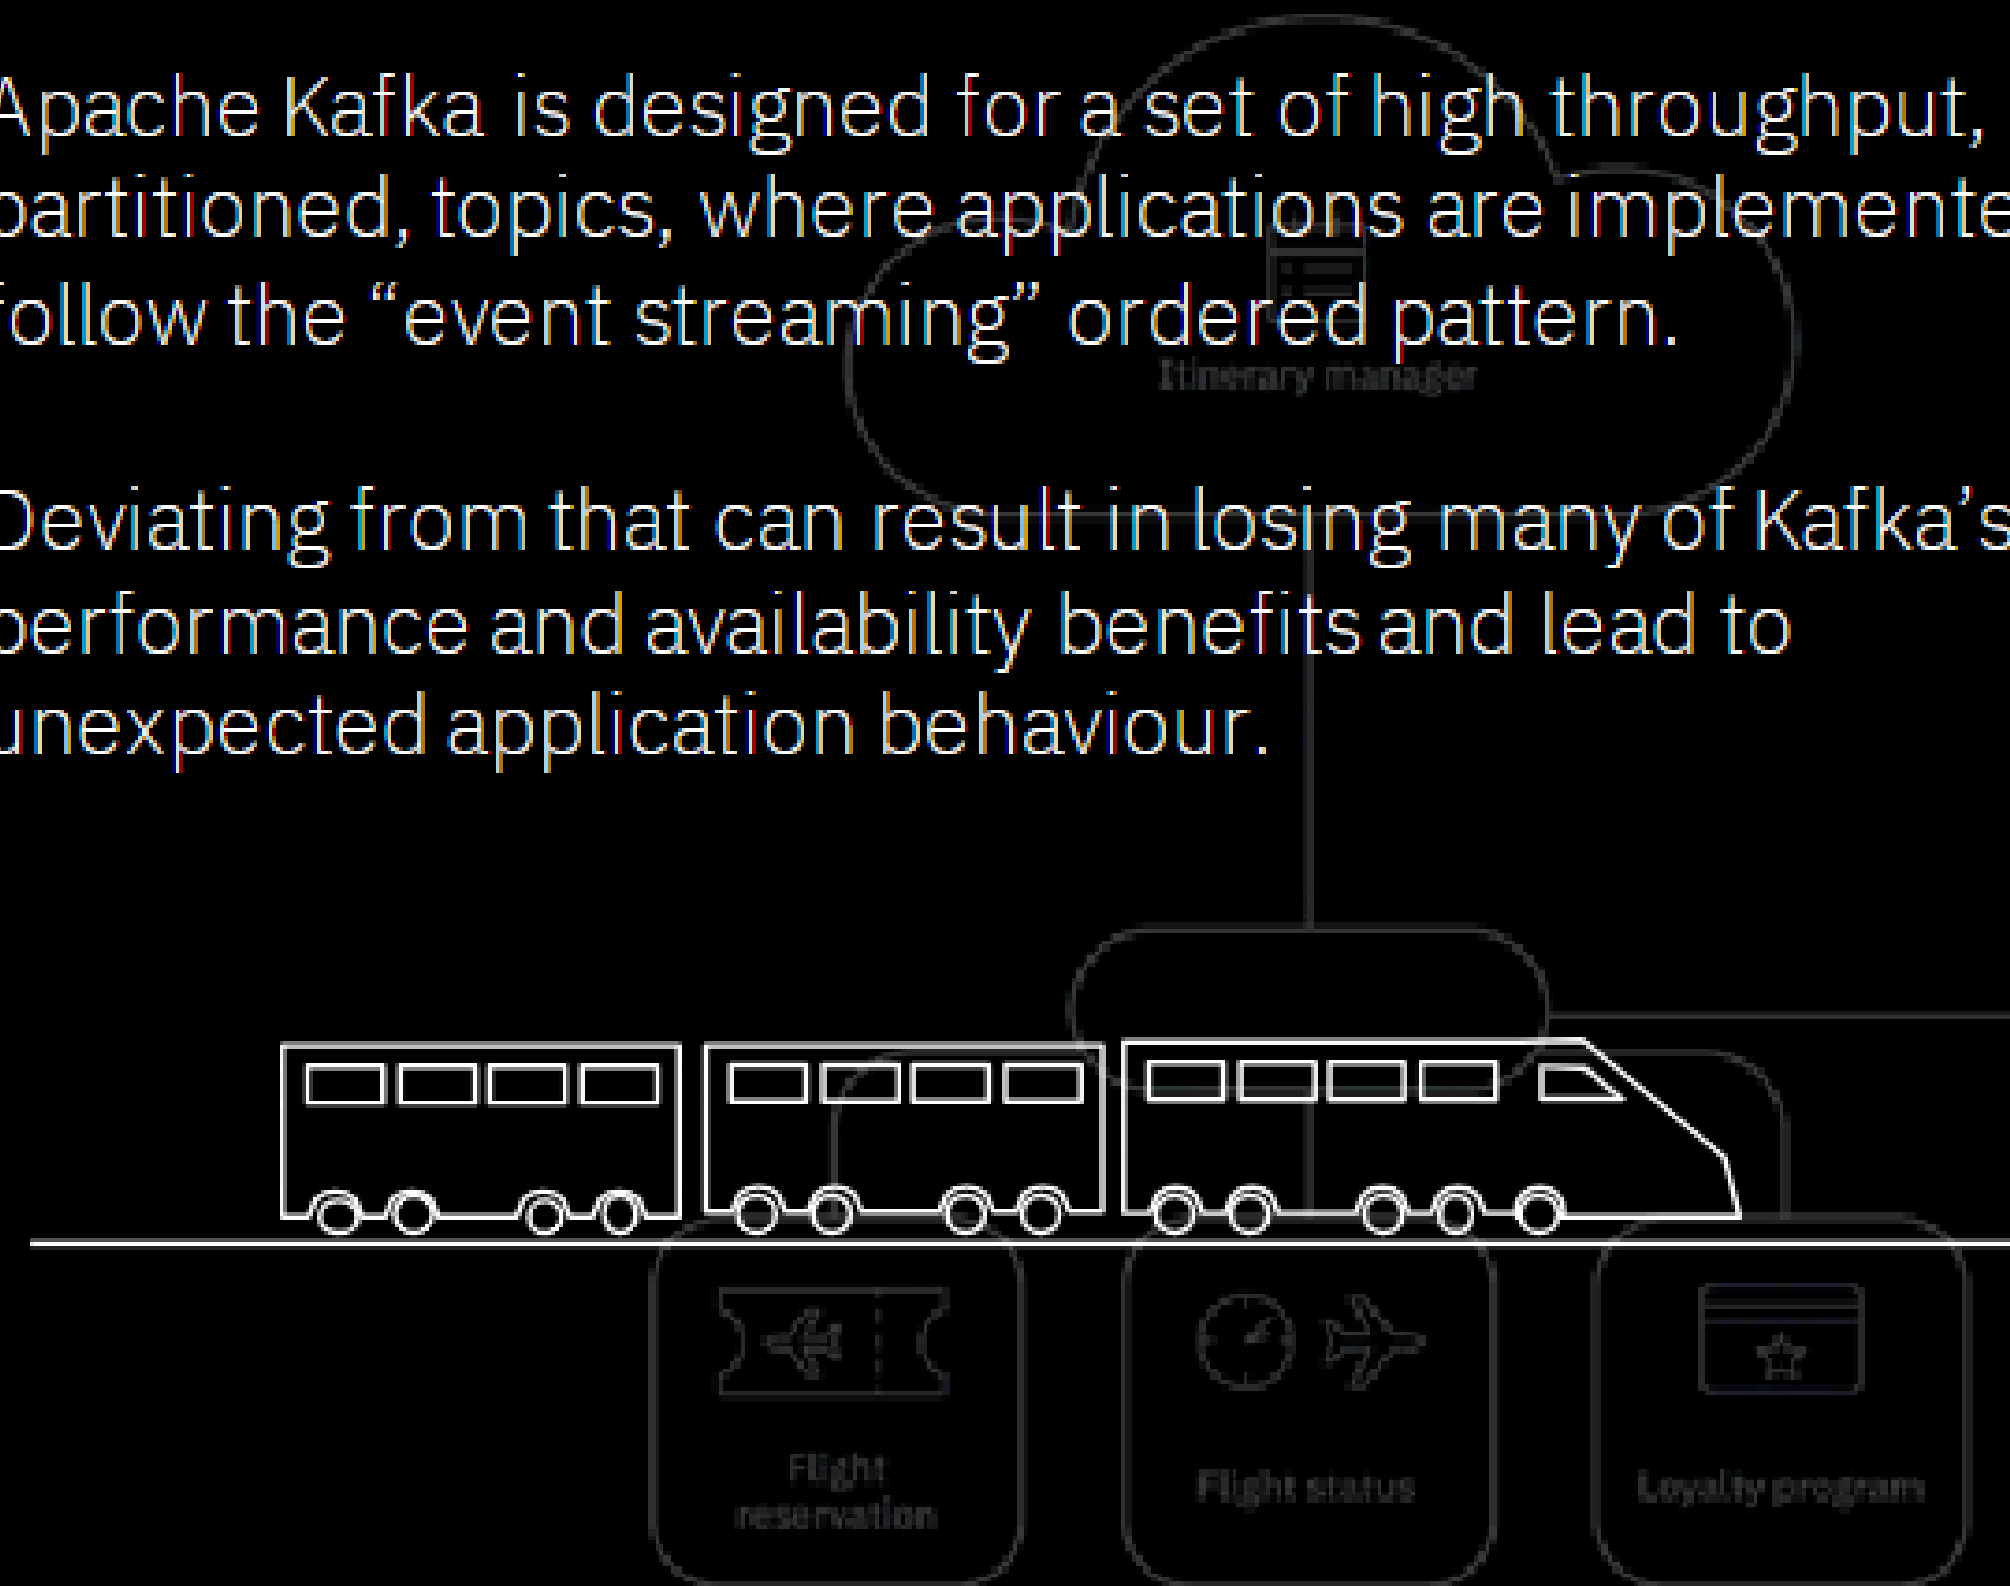 Apache Kafka is designed for a set of high throughput,
partitioned, topics, where applications are implemente
follow the “event streaming” ordered pattern.
Itinerary manager
Deviating from that can result in losing many of Kafka’s
performance and availability benefits and lead to
unexpected application behaviour.
Flight
reservation
Flight status
Loyalty program